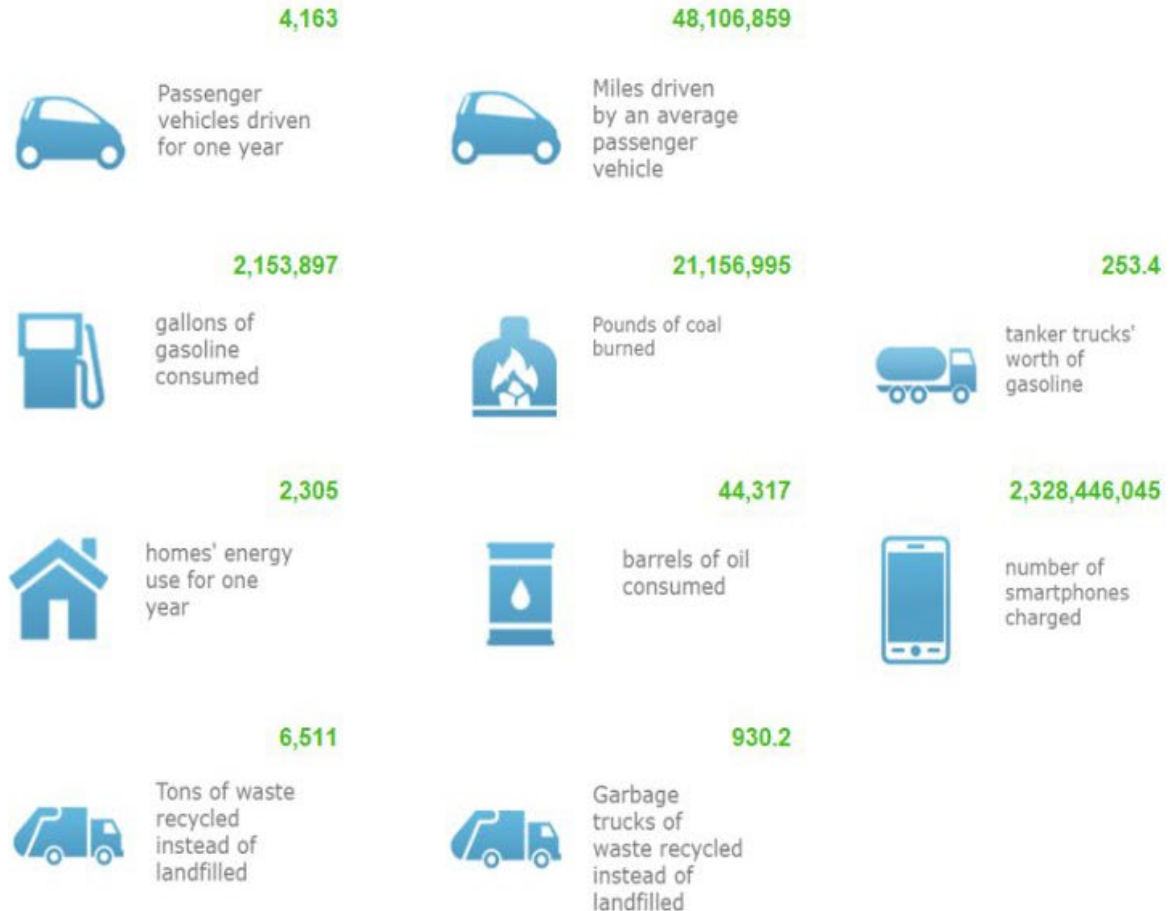 4,163
Passenger
vehicles driven
for one year
48,106,859
Miles driven
by an average
passenger
vehicle
2,153,897
gallons of
gasoline
consumed
21,156,995
Pounds of coal
burned
253.4
tanker trucks'
worth of
gasoline
2,305
homes' energy
use for one
year
44,317
barrels of oil
consumed
2,328,446,045
number of
smartphones
charged
6,511
Tons of waste
recycled
instead of
landfilled
930.2
Garbage
trucks of
waste recycled
instead of
landfilled